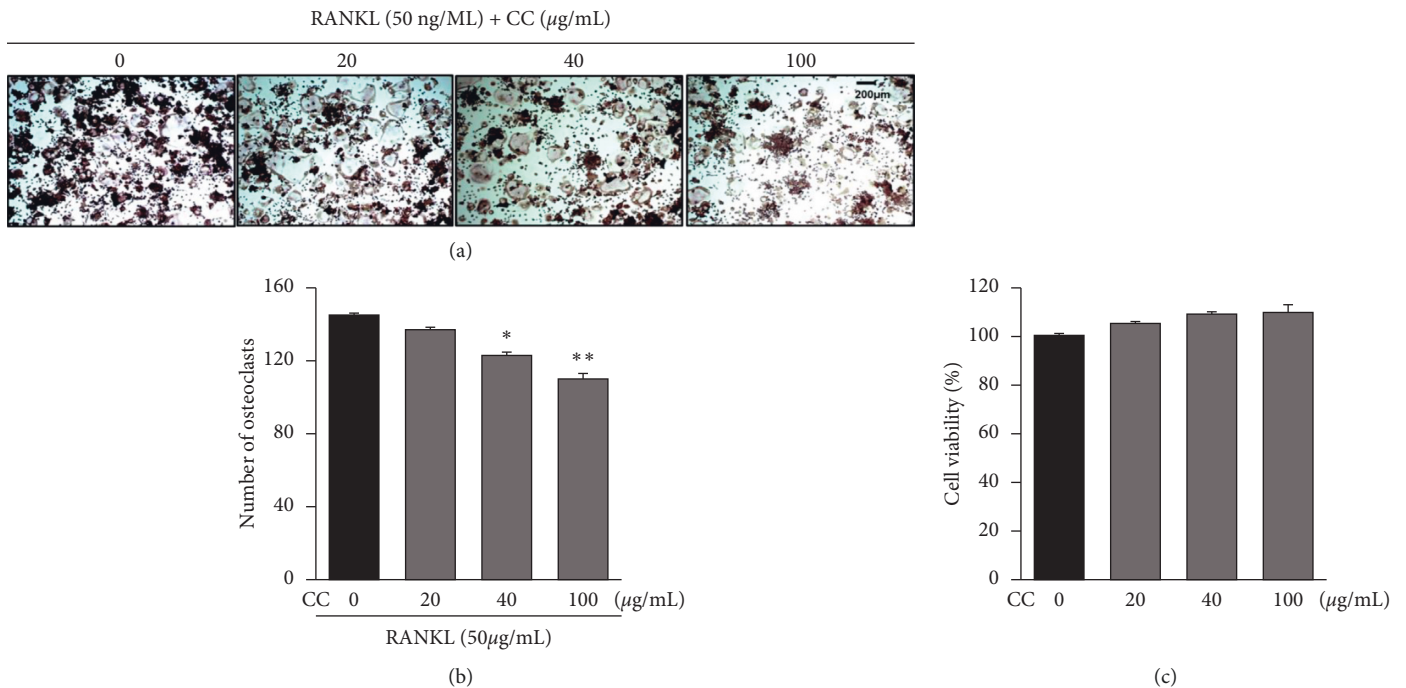 RANKL (50 ng/ML) + CC (μg/mL)
0 20 40 100
200μm
(a)
160
120
80
40
0
Number of osteoclasts
*
**
CC 0 20 40 100 (μg/mL)
RANKL (50μg/mL)
(b)
120
100
80
60
40
20
0
Cell viability (%)
CC 0 20 40 100 (μg/mL)
(c)